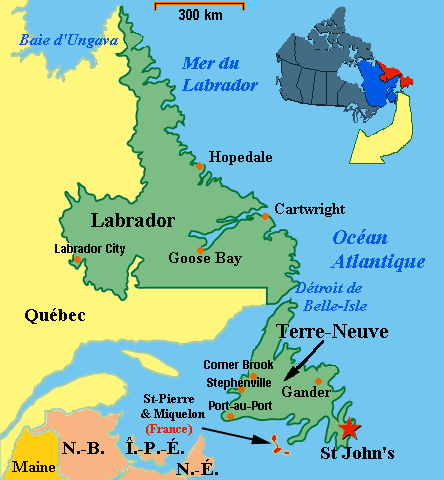 300 km
Baie d'Ungava
Mer du
Labrador
Hopedale
Labrador
Cartwright
Labrador City
Goose Bay
Océan
Atlantique
Détroit de
Belle-Isle
Québec
Terre-Neuve
Corner Brook
Stephenville
Gander
St-Pierre
& Miquelon
(France)
Port-au-Port
N.-B.
Î.-P.-É.
St John's
Maine
N.-É.